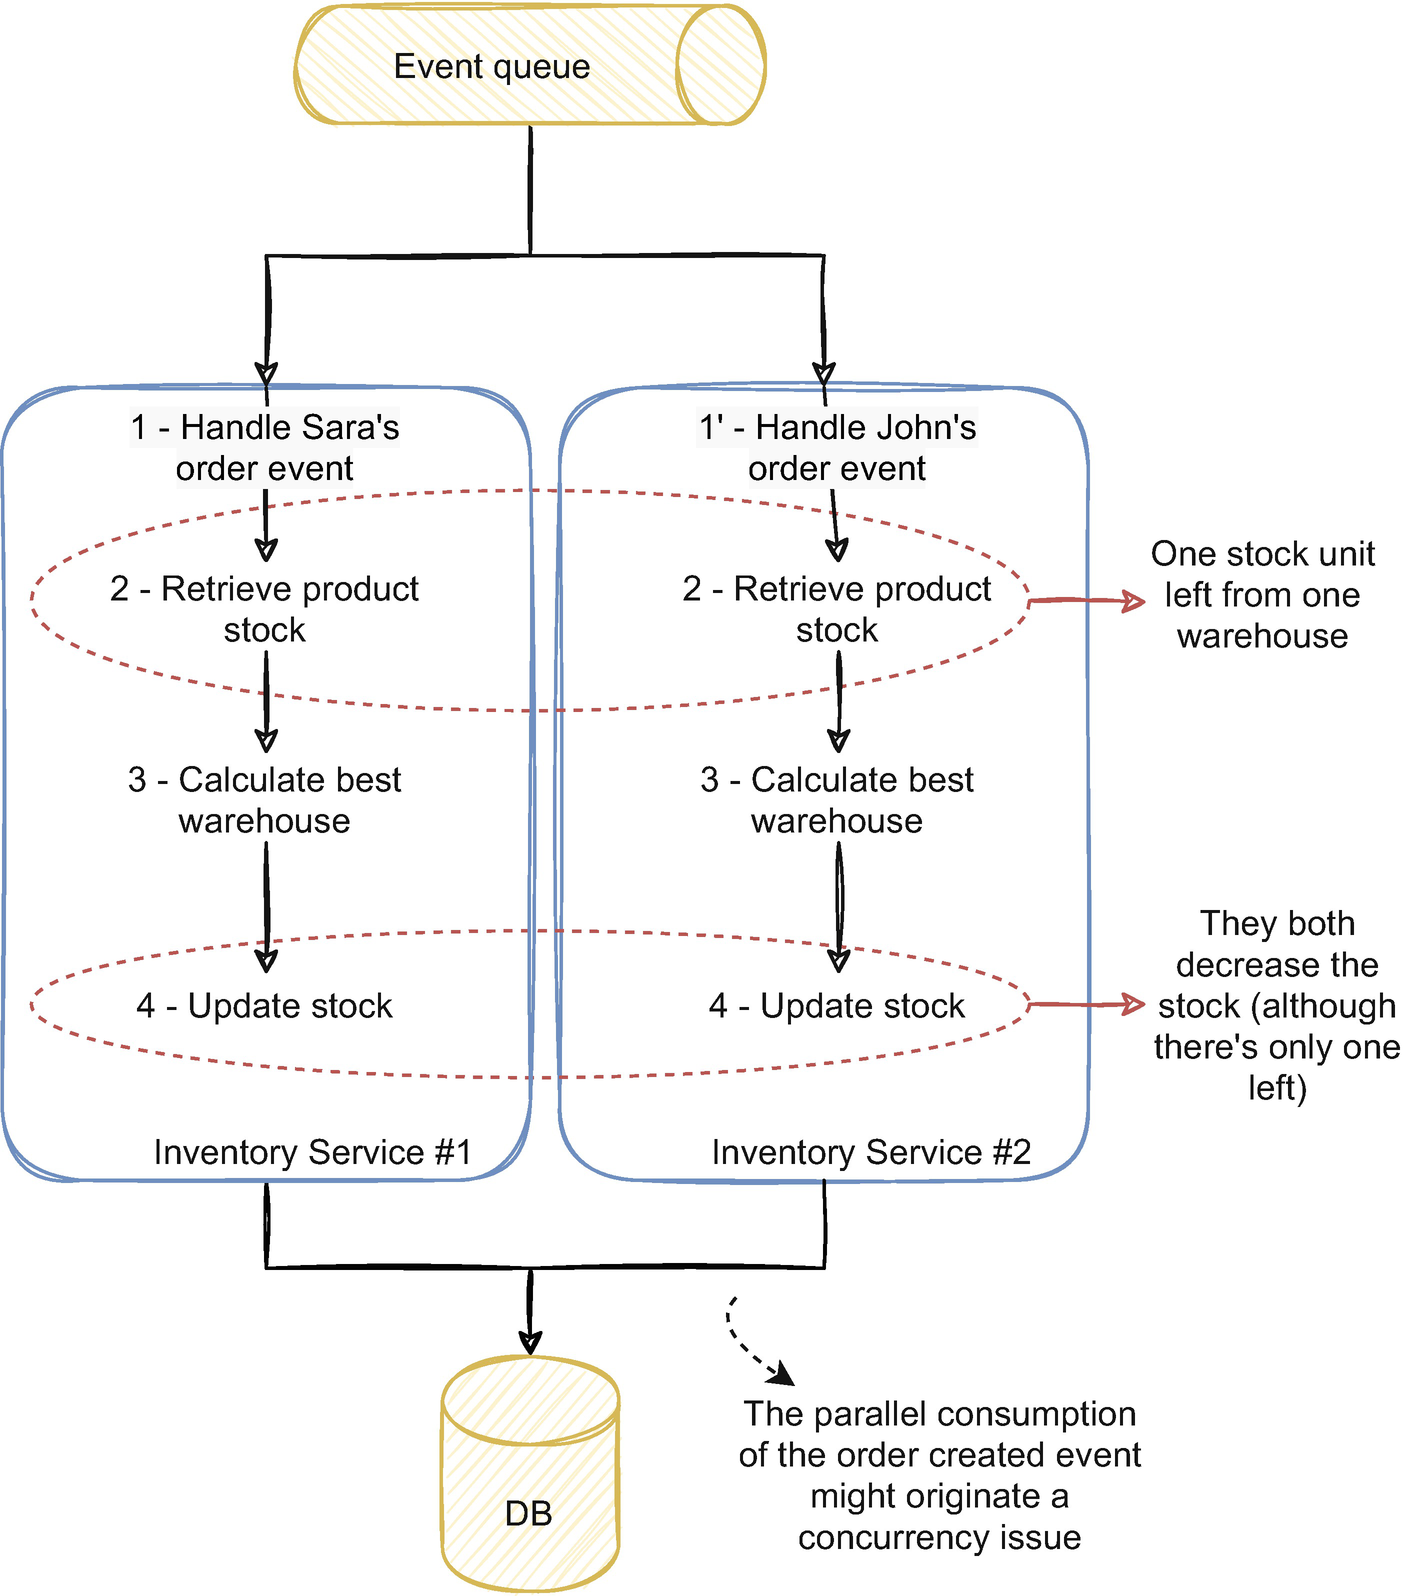 Event queue
1 - Handle Sara's
order event
1' - Handle John's
order event
2 - Retrieve product
stock
2 - Retrieve product
stock
One stock unit
left from one
warehouse
3 - Calculate best
warehouse
3 - Calculate best
warehouse
4 - Update stock
4 - Update stock
They both
decrease the
stock (although
there's only one
left)
Inventory Service #1
Inventory Service #2
The parallel consumption
of the order created event
might originate a
concurrency issue
DB